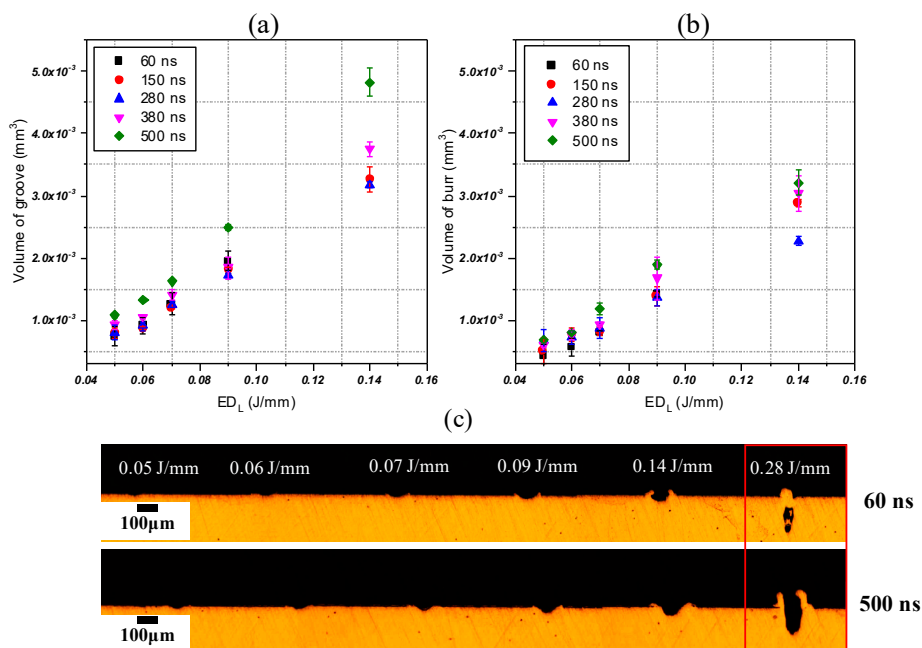 (a)
(b)
60 ns
150 ns
280 ns
380 ns
500 ns
5.0x10⁻³
4.0x10⁻³
3.0x10⁻³
2.0x10⁻³
1.0x10⁻³
Volume of groove (mm³)
0.04 0.06 0.08 0.10 0.12 0.14 0.16
ED_L (J/mm)
60 ns
150 ns
280 ns
380 ns
500 ns
5.0x10⁻³
4.0x10⁻³
3.0x10⁻³
2.0x10⁻³
1.0x10⁻³
Volume of burr (mm³)
0.04 0.06 0.08 0.10 0.12 0.14 0.16
ED_L (J/mm)
(c)
0.05 J/mm 0.06 J/mm 0.07 J/mm 0.09 J/mm 0.14 J/mm 0.28 J/mm
100µm
60 ns
100µm
500 ns